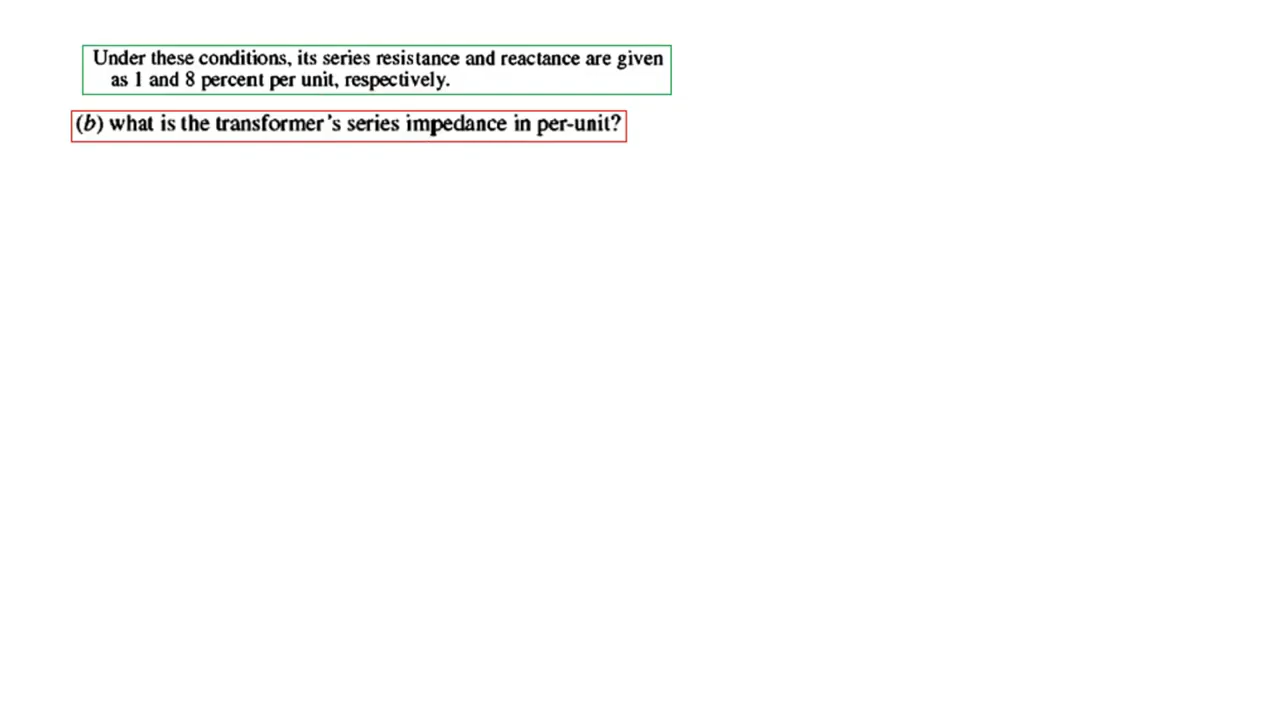 Under these conditions, its series resistance and reactance are given
as 1 and 8 percent per unit, respectively.
(b) what is the transformer's series impedance in per-unit?